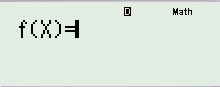 D Math
f(X)=